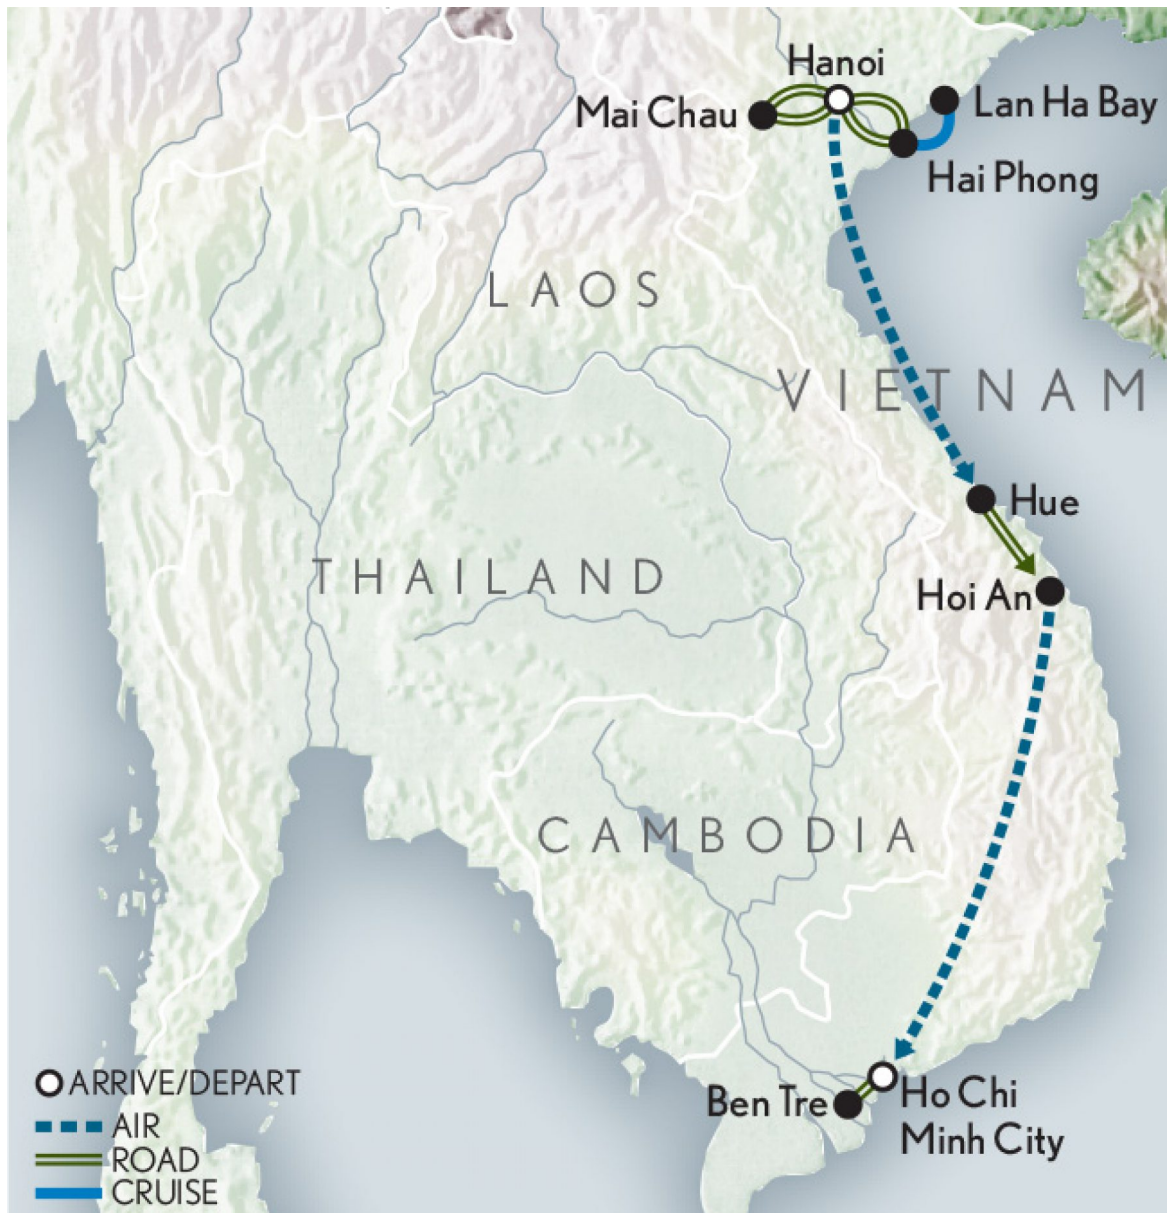 Hanoi
Mai Chau
Lan Ha Bay
Hai Phong
LAOS
VIETNAM
Hue
THAILAND
Hoi An
CAMBODIA
ARRIVE/DEPART
Ben Tre
Ho Chi
Minh City
AIR
ROAD
CRUISE